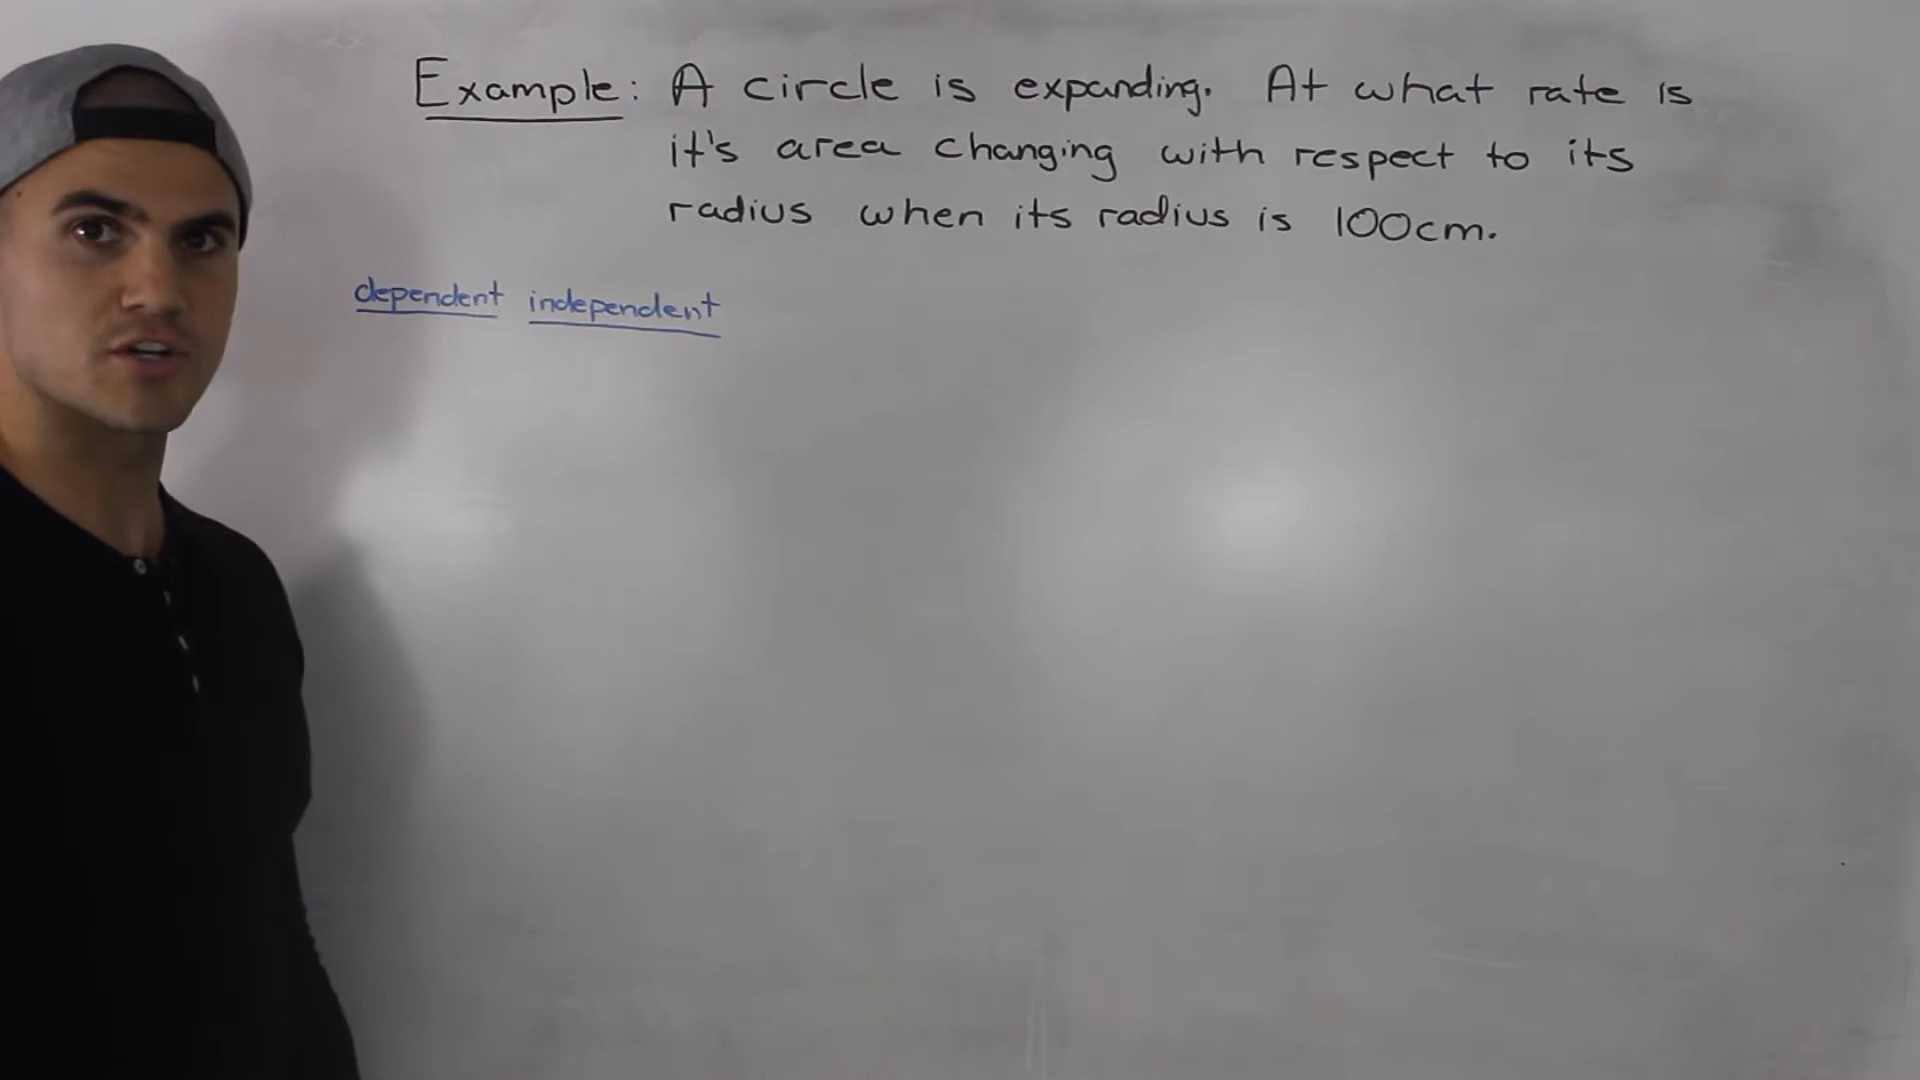 Example: A circle is expanding. At what rate is
it's area changing with respect to its
radius when its radius is 100cm.
dependent independent